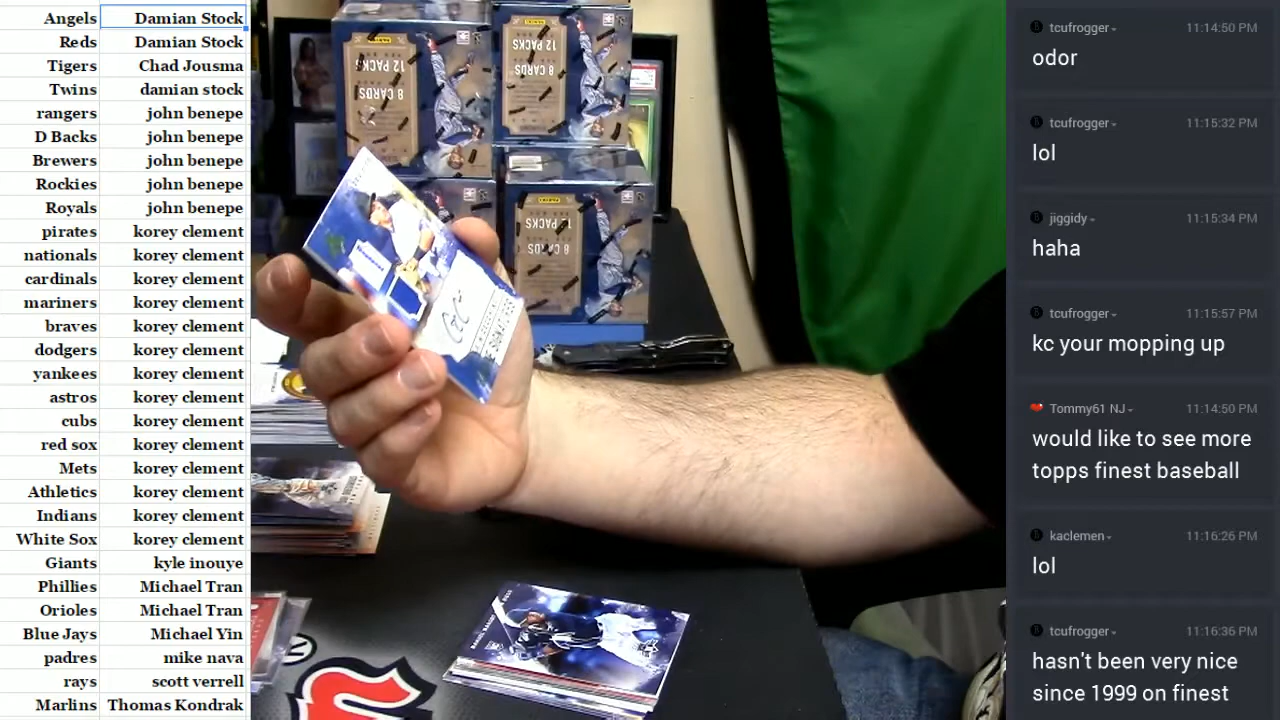 Angels Damian Stock
Reds Damian Stock
Tigers Chad Jousma
Twins damian stock
rangers john benepe
D Backs john benepe
Brewers john benepe
Rockies john benepe
Royals john benepe
pirates korey clement
nationals korey clement
cardinals korey clement
mariners korey clement
braves korey clement
dodgers korey clement
yankees korey clement
astros korey clement
cubs korey clement
red sox korey clement
Mets korey clement
Athletics korey clement
Indians korey clement
White Sox korey clement
Giants kyle inouye
Phillies Michael Tran
Orioles Michael Tran
Blue Jays Michael Yin
padres mike nava
rays scott verrell
Marlins Thomas Kondrak
12 PACKS
8 CARDS
12 PACKS
8 CARDS
12 PACKS
8 CARDS
tcufrogger 11:14:50 PM
odor
tcufrogger 11:15:32 PM
lol
jiggidy 11:15:34 PM
haha
tcufrogger 11:15:57 PM
kc your mopping up
Tommy61 NJ 11:14:50 PM
would like to see more
topps finest baseball
kaclemen 11:16:26 PM
lol
tcufrogger 11:16:36 PM
hasn't been very nice
since 1999 on finest